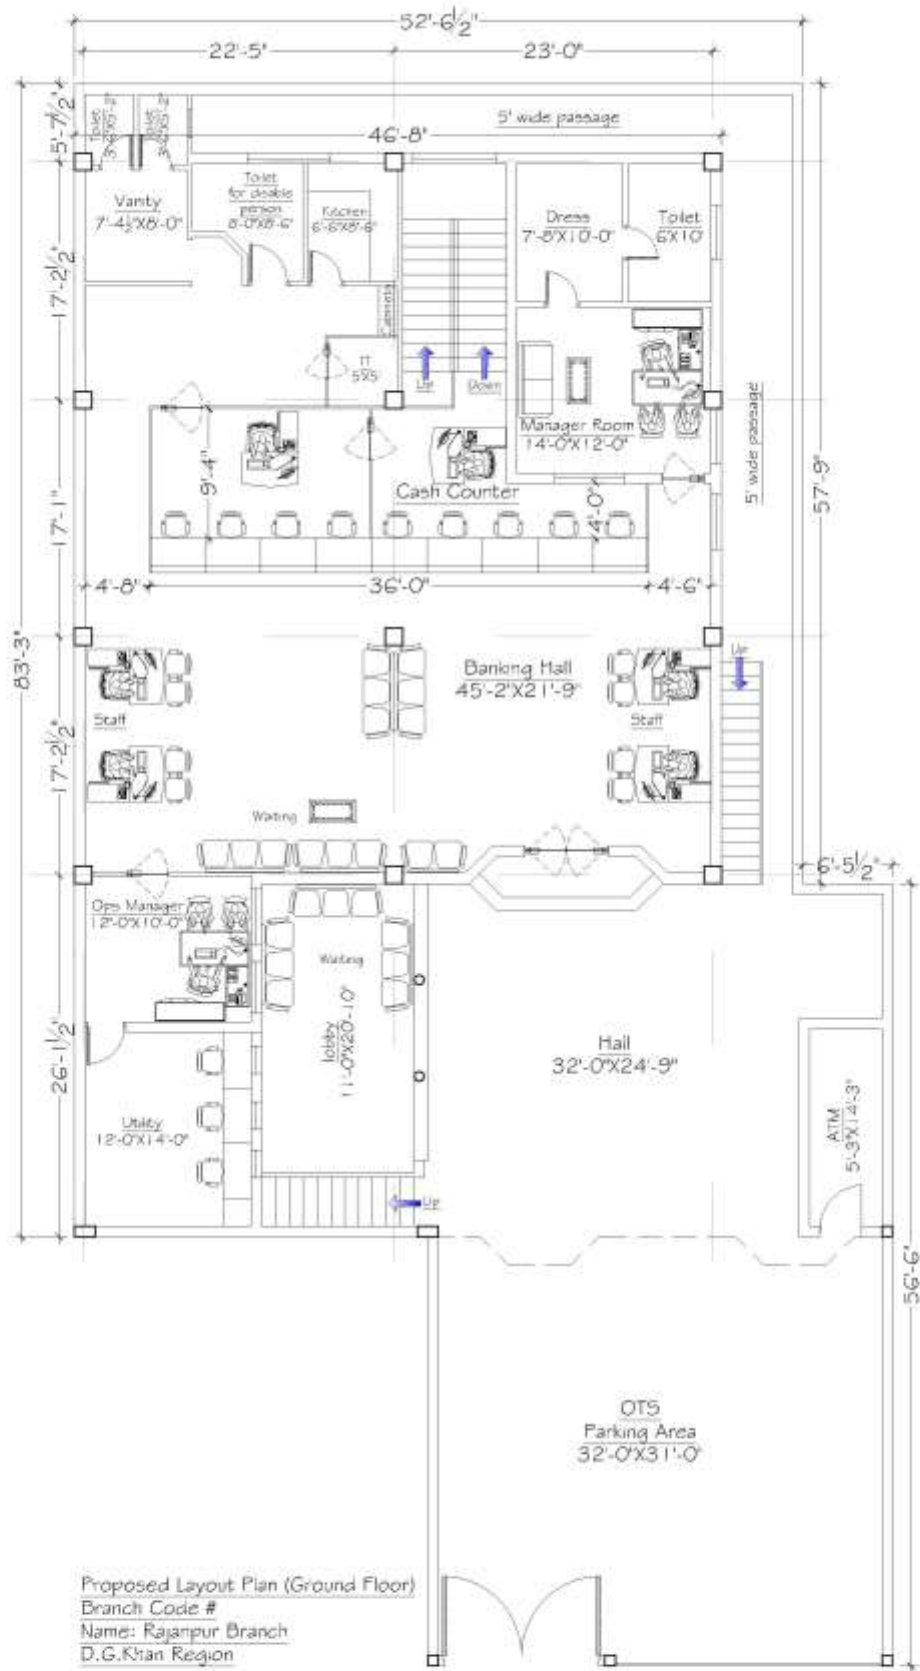 52'-6½"
22'-5"
23'-0"
5'-7½"
Toilet
3'-6"X5'-2"
5' wide passage
46'-8"
Vanity
7'-4½"X8'-0"
Toilet
for disable
person
8'-0"X8'-6"
Kitchen
6'-6"X8'-6"
Dress
7'-8"X10'-0"
Toilet
6'X10'
17'-2½"
IT
5'X5'
Up
Down
Manager Room
14'-0"X12'-0"
5' wide passage
57'-9"
9'-4"
Cash Counter
4'-0"
17'-1"
4'-8"
36'-0"
4'-6"
83'-3"
Banking Hall
45'-2"X21'-9"
Up
Staff
Staff
17'-2½"
Waiting
6'-5½"
Ops Manager
12'-0"X10'-0"
Waiting
lobby
11'-0"X20'-10"
Hall
32'-0"X24'-9"
26'-1½"
ATM
5'-3"X14'-3"
Utility
12'-0"X14'-0"
Up
56'-6"
OTS
Parking Area
32'-0"X31'-0"
Proposed Layout Plan (Ground Floor)
Branch Code #
Name: Rajanpur Branch
D.G.Khan Region